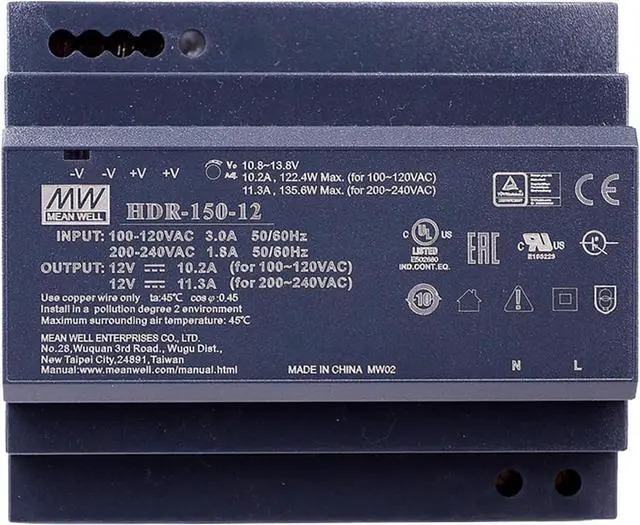 -V -V +V +V
Vo 10.8~13.8V
10.2A , 122.4W Max. (for 100~120VAC)
11.3A , 135.6W Max. (for 200~240VAC)
MW
MEAN WELL
HDR-150-12
INPUT: 100-120VAC 3.0A 50/60Hz
200-240VAC 1.6A 50/60Hz
OUTPUT: 12V ⎓ 10.2A (for 100~120VAC)
12V ⎓ 11.3A (for 200~240VAC)
Use copper wire only ta:45℃ cosφ:0.45
Install in a pollution degree 2 environment
Maximum surrounding air temperature: 45℃
MEAN WELL ENTERPRISES CO., LTD.
No.28,Wuquan 3rd Road., Wugu Dist.,
New Taipei City,24891,Taiwan
Manual:www.meanwell.com/manual.html
MADE IN CHINA MW02
CE
c UL us
LISTED
E502680
IND.CONT.EQ.
EAC
c us
E183223
10
N L